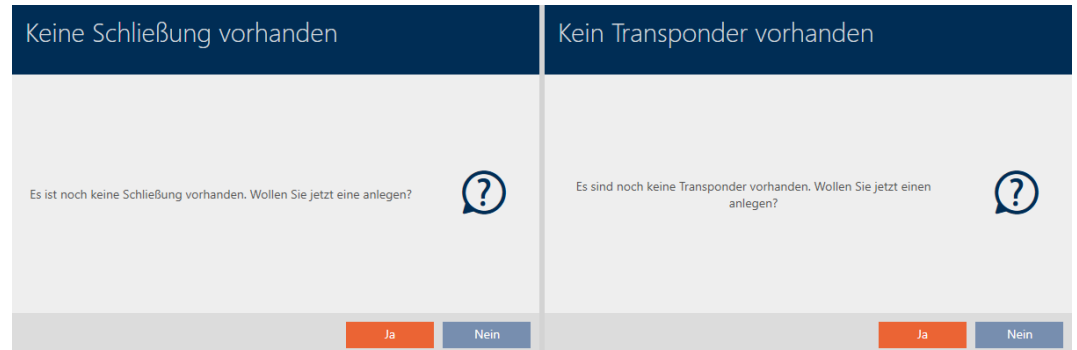 Keine Schließung vorhanden
Es ist noch keine Schließung vorhanden. Wollen Sie jetzt eine anlegen?
?
Ja
Nein
Kein Transponder vorhanden
Es sind noch keine Transponder vorhanden. Wollen Sie jetzt einen
anlegen?
?
Ja
Nein